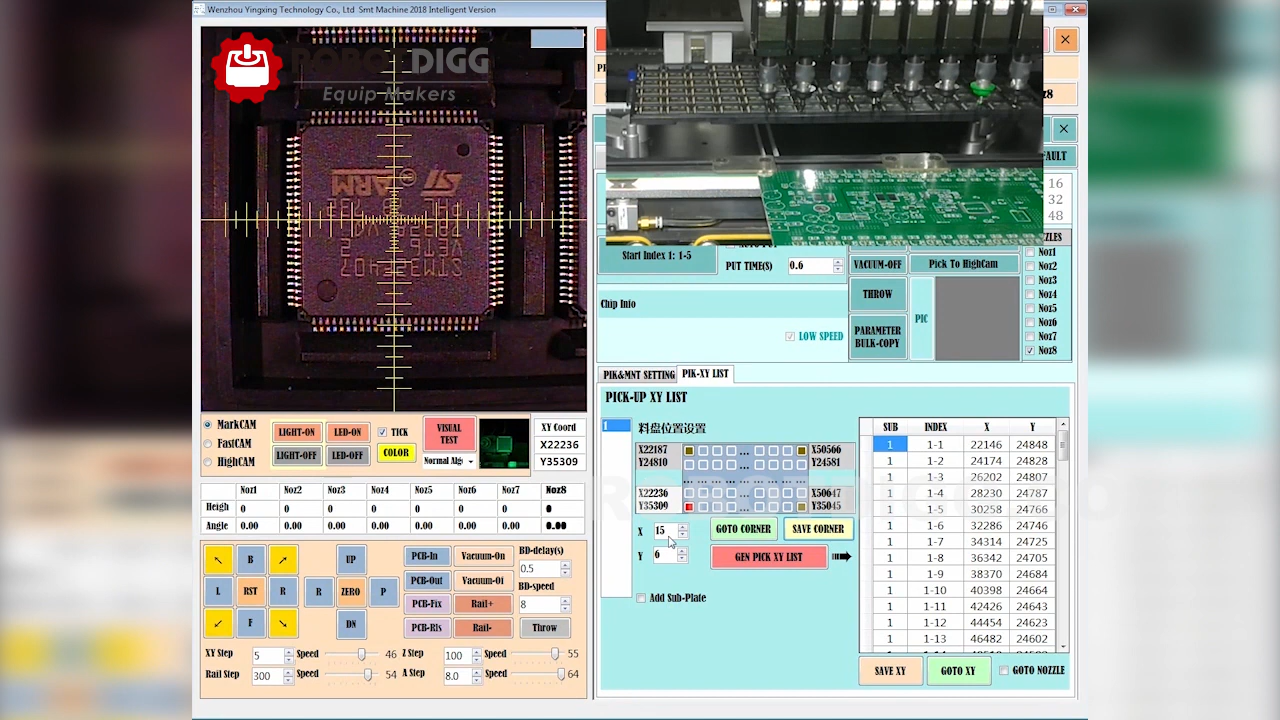 Wenzhou Yingxing Technology Co., Ltd Smt Machine 2018 Intelligent Version
DIGG
Equip Makers
ARM
ST
STM32F407
Start Index 1: 1-5
PUT TIME(S) 0.6
VACUUM-OFF
Pick To HighCam
THROW
PARAMETER
BULK-COPY
PIC
Chip Info
LOW SPEED
16
32
48
Noz1
Noz2
Noz3
Noz4
Noz5
Noz6
Noz7
Noz8
PIK&MNT SETTING
PIK-XY LIST
PICK-UP XY LIST
1
料盘位置设置
X22187
Y24810
X50566
Y24581
X22236
Y35309
X50647
Y35045
X 15
Y 6
GOTO CORNER
SAVE CORNER
GEN PICK XY LIST
Add Sub-Plate
SUB INDEX X Y
1 1-1 22146 24848
1 1-2 24174 24828
1 1-3 26202 24807
1 1-4 28230 24787
1 1-5 30258 24766
1 1-6 32286 24746
1 1-7 34314 24725
1 1-8 36342 24705
1 1-9 38370 24684
1 1-10 40398 24664
1 1-11 42426 24643
1 1-12 44454 24623
1 1-13 46482 24602
SAVE XY
GOTO XY
GOTO NOZZLE
MarkCAM
FastCAM
HighCAM
LIGHT-ON
LED-ON
LIGHT-OFF
LED-OFF
TICK
COLOR
VISUAL
TEST
Normal Alg
XY Coord
X22236
Y35309
Noz1 Noz2 Noz3 Noz4 Noz5 Noz6 Noz7 Noz8
Heigh 0 0 0 0 0 0 0 0
Angle 0.00 0.00 0.00 0.00 0.00 0.00 0.00 0.00
B
L
RST
R
F
UP
R
ZERO
P
DN
PCB-In
Vacuum-On
PCB-Out
PCB-Fix
Rail+
PCB-Rls
Rail-
BD-delay(s)
0.5
BD-speed
8
Throw
XY Step 5 Speed 46 Z Step 100 Speed 55
Rail Step 300 Speed 54 A Step 8.0 Speed 64